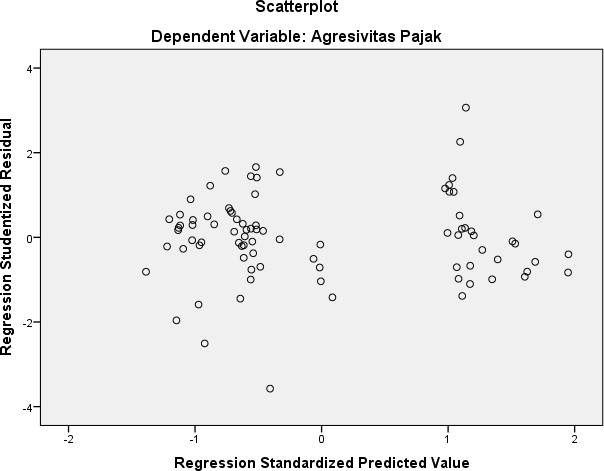 Scatterplot
Dependent Variable: Agresivitas Pajak
Regression Studentized Residual
4
2
0
-2
-4
-2
-1
0
1
2
Regression Standardized Predicted Value